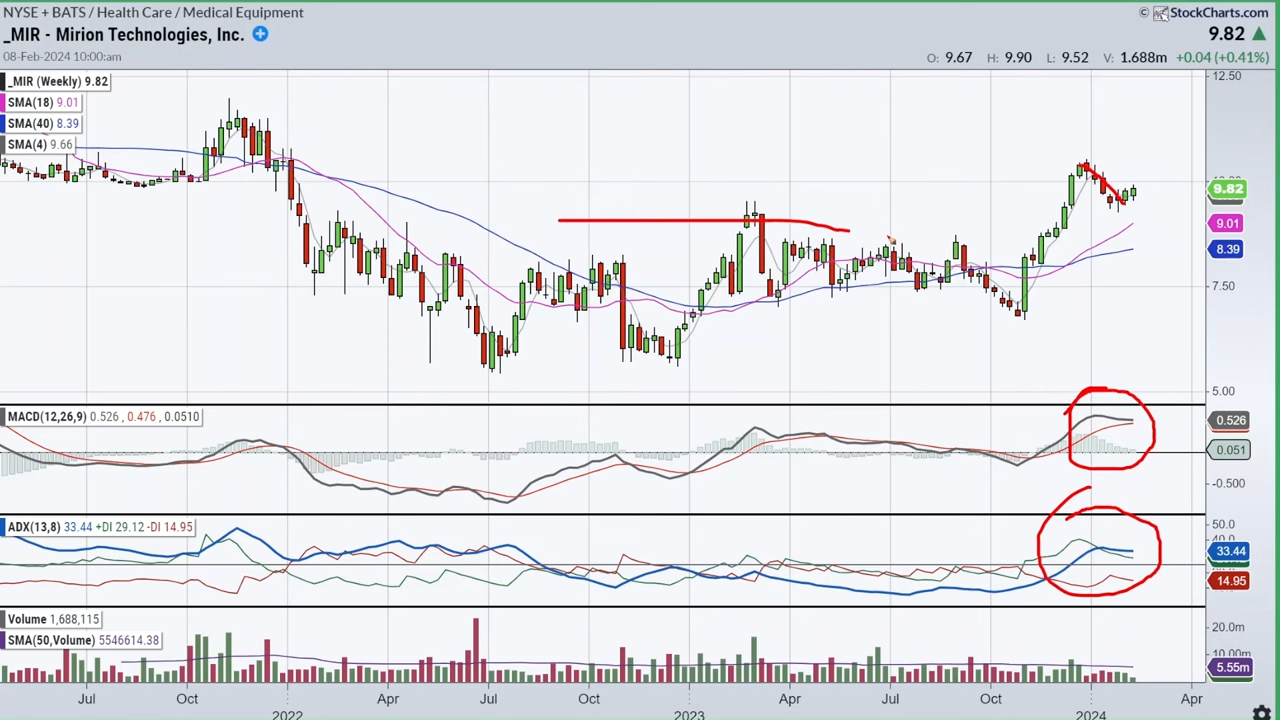 NYSE + BATS / Health Care / Medical Equipment
© StockCharts.com
_MIR - Mirion Technologies, Inc.
9.82
08-Feb-2024 10:00:am
O: 9.67 H: 9.90 L: 9.52 V: 1.688m +0.04 (+0.41%)
_MIR (Weekly) 9.82
SMA(18) 9.01
SMA(40) 8.39
SMA(4) 9.66
12.50
9.82
9.01
8.39
7.50
5.00
MACD(12,26,9) 0.526 , 0.476 , 0.0510
0.526
0.051
-0.500
ADX(13,8) 33.44 +DI 29.12 -DI 14.95
50.0
33.44
14.95
Volume 1,688,115
SMA(50,Volume) 5546614.38
20.0m
5.55m
Jul Oct Apr Jul Oct Apr Jul Oct Apr
2022 2023 2024